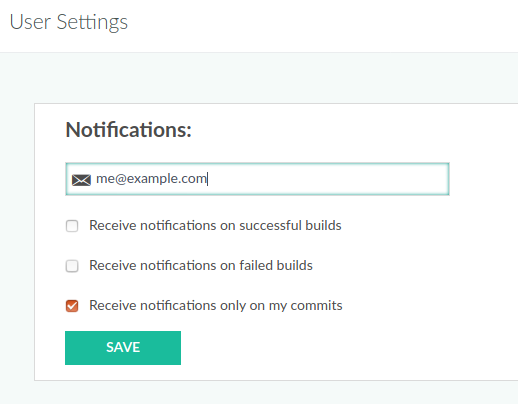 User Settings
Notifications:
me@example.com
Receive notifications on successful builds
Receive notifications on failed builds
Receive notifications only on my commits
SAVE